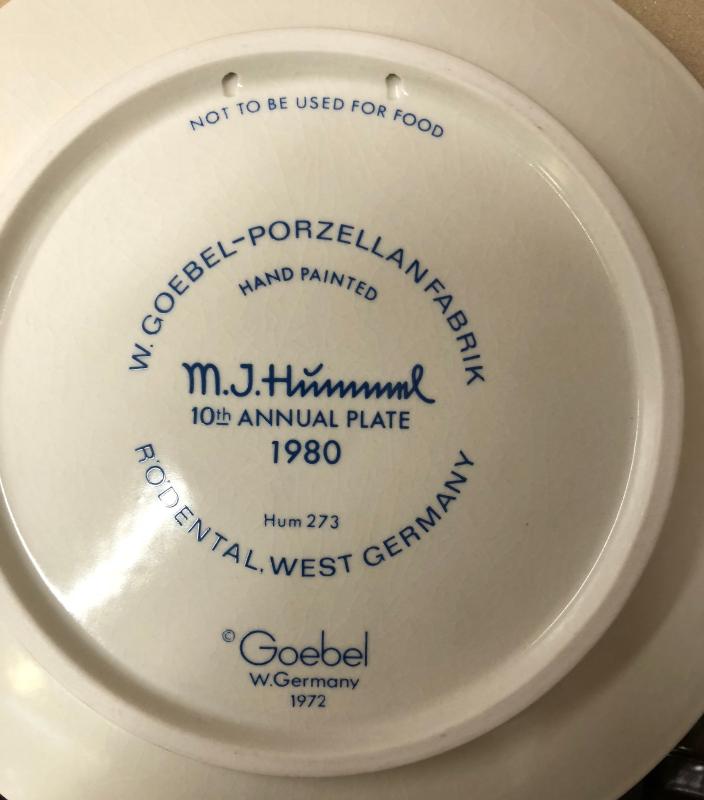 NOT TO BE USED FOR FOOD
W. GOEBEL-PORZELLANFABRIK
HAND PAINTED
M.J.Hummel
10th ANNUAL PLATE
1980
Hum 273
RÖDENTAL, WEST GERMANY
© Goebel
W.Germany
1972